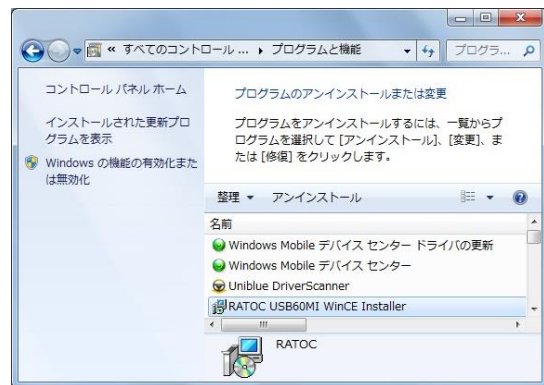 « すべてのコントロール ... ▸ プログラムと機能
プログラ...
コントロール パネル ホーム
インストールされた更新プロ
グラムを表示
Windows の機能の有効化また
は無効化
プログラムのアンインストールまたは変更
プログラムをアンインストールするには、一覧からプ
ログラムを選択して [アンインストール]、[変更]、ま
たは [修復] をクリックします。
整理 ▼ アンインストール
名前
Windows Mobile デバイス センター ドライバの更新
Windows Mobile デバイス センター
Uniblue DriverScanner
RATOC USB60MI WinCE Installer
RATOC